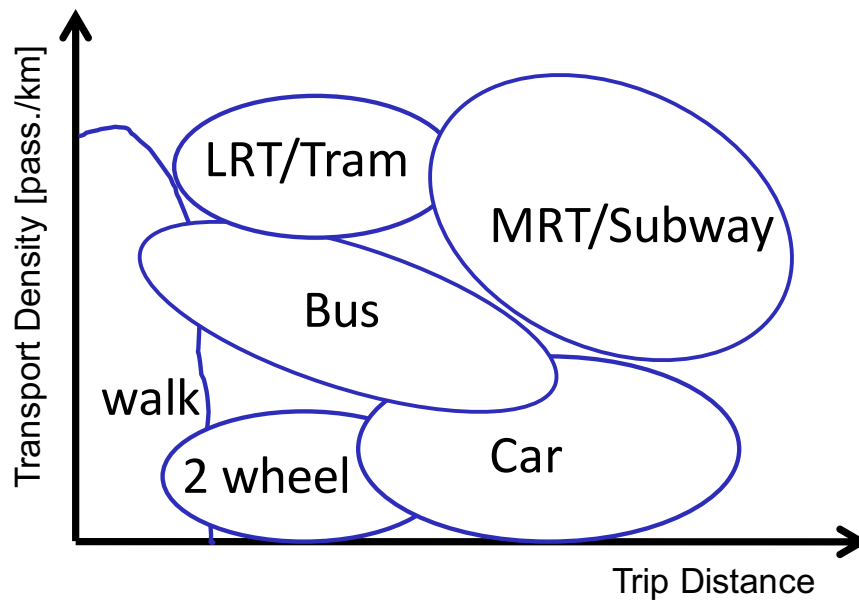 Transport Density [pass./km]
LRT/Tram
MRT/Subway
Bus
walk
2 wheel
Car
Trip Distance